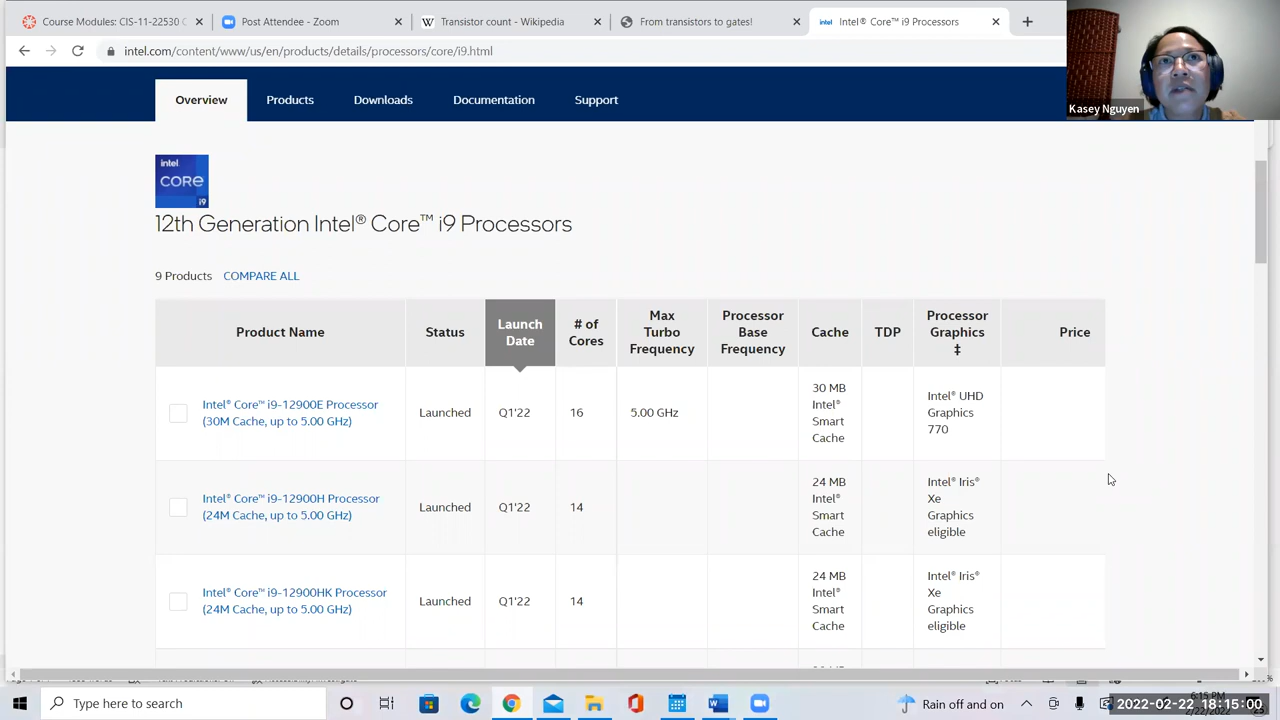 Course Modules: CIS-11-22530 C
Post Attendee - Zoom
Transistor count - Wikipedia
From transistors to gates!
intel
Intel® Core™ i9 Processors
intel.com/content/www/us/en/products/details/processors/core/i9.html
Kasey Nguyen
Overview
Products
Downloads
Documentation
Support
intel
CORE
i9
12th Generation Intel® Core™ i9 Processors
9 Products COMPARE ALL
Product Name
Status
Launch Date
# of Cores
Max Turbo Frequency
Processor Base Frequency
Cache
TDP
Processor Graphics ‡
Price
Intel® Core™ i9-12900E Processor
(30M Cache, up to 5.00 GHz)
Launched
Q1'22
16
5.00 GHz
30 MB
Intel®
Smart
Cache
Intel® UHD
Graphics
770
Intel® Core™ i9-12900H Processor
(24M Cache, up to 5.00 GHz)
Launched
Q1'22
14
24 MB
Intel®
Smart
Cache
Intel® Iris®
Xe
Graphics
eligible
Intel® Core™ i9-12900HK Processor
(24M Cache, up to 5.00 GHz)
Launched
Q1'22
14
24 MB
Intel®
Smart
Cache
Intel® Iris®
Xe
Graphics
eligible
Type here to search
Rain off and on
6:15 PM
2022-02-22 18:15:00